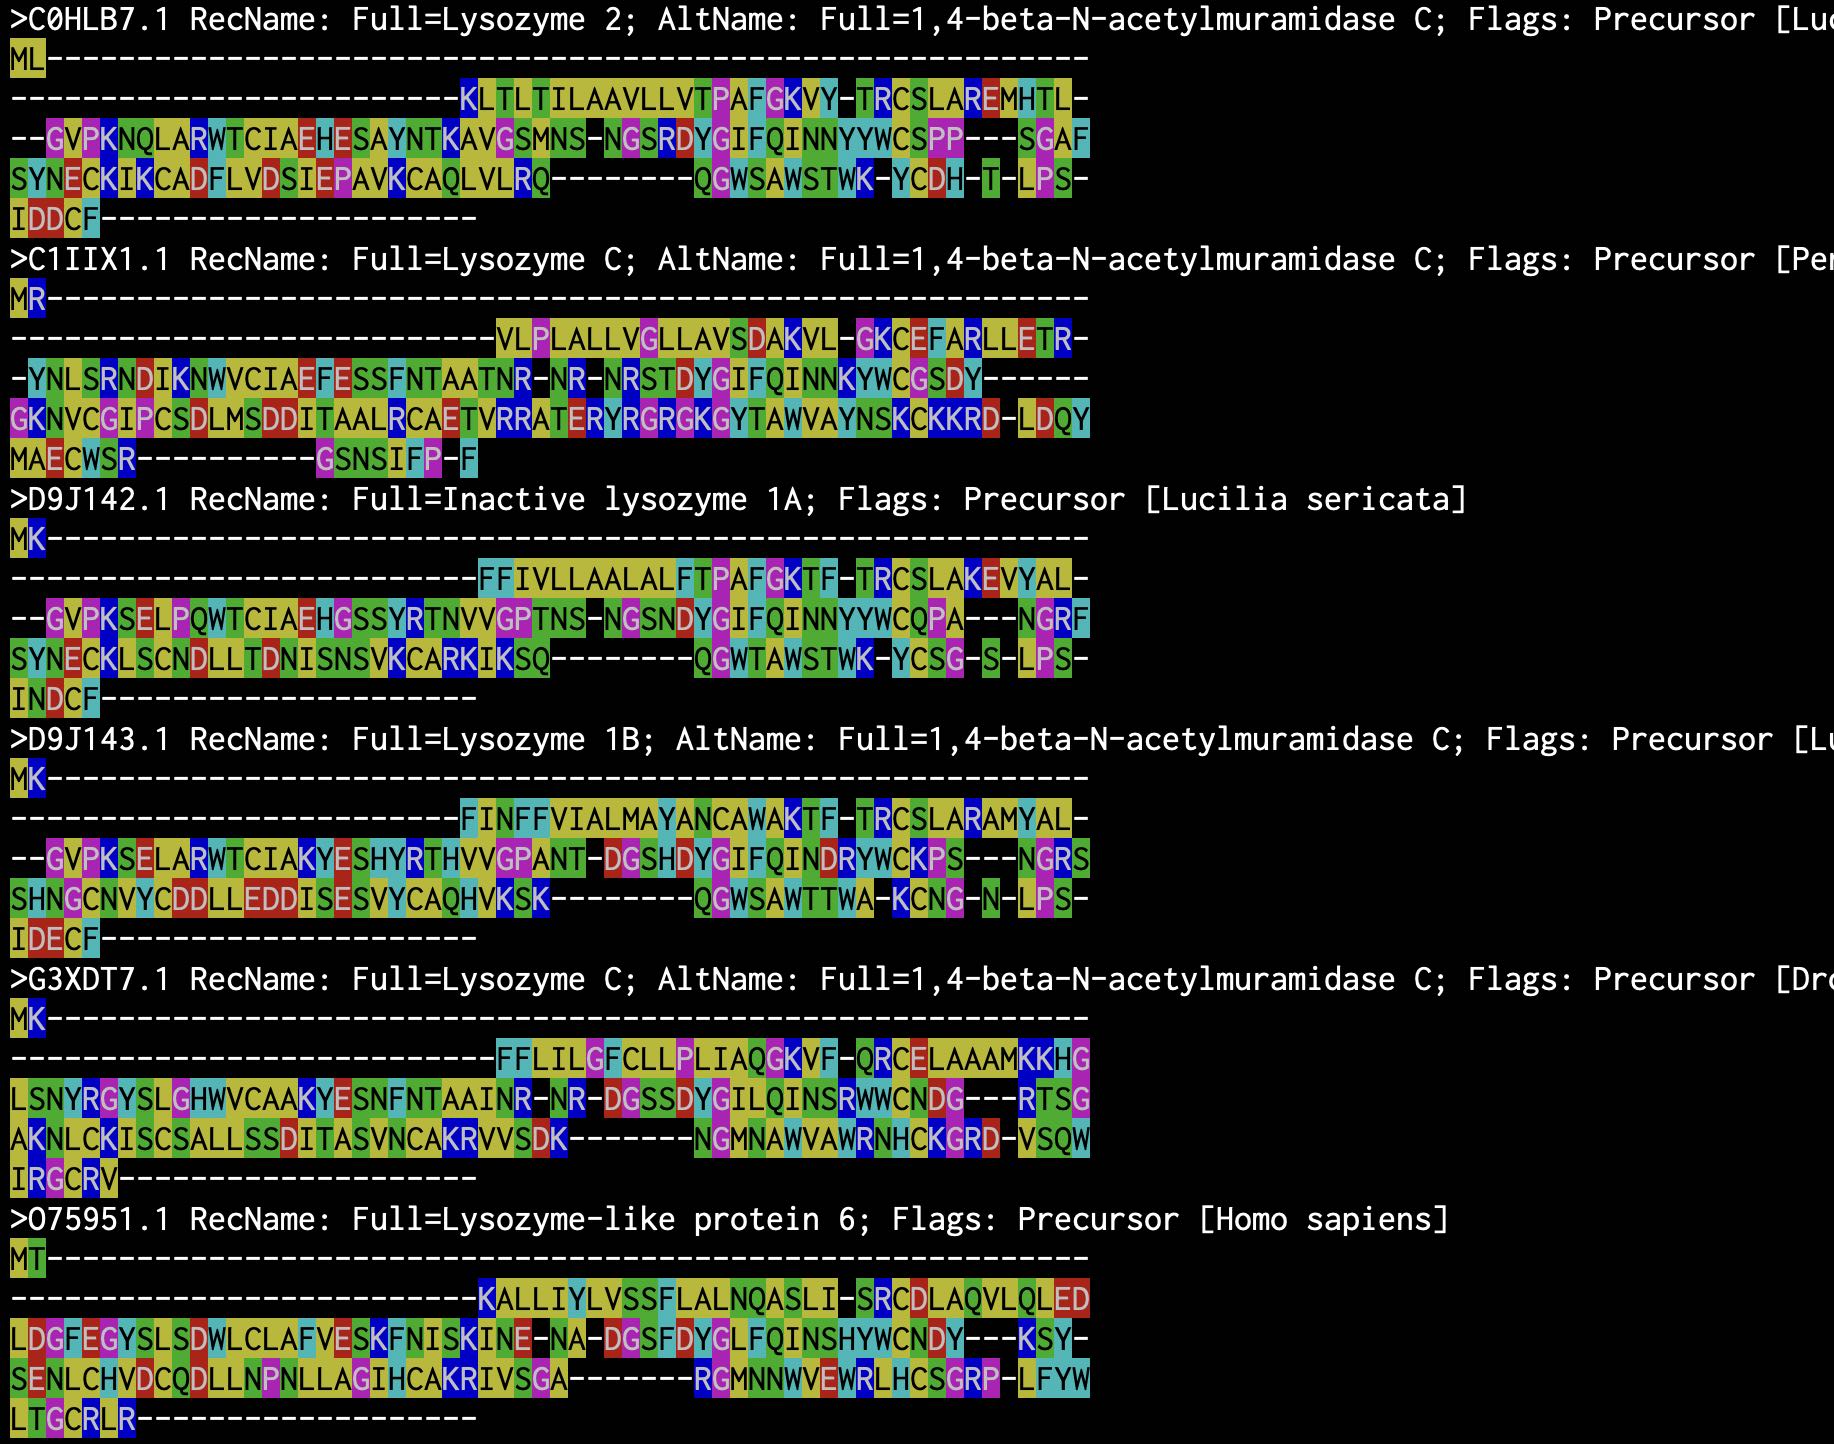 >C0HLB7.1 RecName: Full=Lysozyme 2; AltName: Full=1,4-beta-N-acetylmuramidase C; Flags: Precursor [Luc
ML----------------------------------------------------------
-------------------------KLTLTILAAVLLVTPAFGKVY-TRCSLAREMHTL-
--GVPKNQLARWTCIAEHESAYNTKAVGSMNS-NGSRDYGIFQINNYYWCSPP---SGAF
SYNECKIKCADFLVDSIEPAVKCAQLVLRQ--------QGWSAWSTWK-YCDH-T-LPS-
IDDCF---------------------
>C1IIX1.1 RecName: Full=Lysozyme C; AltName: Full=1,4-beta-N-acetylmuramidase C; Flags: Precursor [Per
MR----------------------------------------------------------
---------------------------VLPLALLVGLLAVSDAKVL-GKCEFARLLETR-
-YNLSRNDIKNWVCIAEFESSFNTAATNR-NR-NRSTDYGIFQINNKYWCGSDY------
GKNVCGIPCSDLMSDDITAALRCAETVRRATERYRGRGKGYTAWVAYNSKCKKRD-LDQY
MAECWSR----------GSNSIFP-F
>D9J142.1 RecName: Full=Inactive lysozyme 1A; Flags: Precursor [Lucilia sericata]
MK----------------------------------------------------------
--------------------------FFIVLLAALALFTPAFGKTF-TRCSLAKEVYAL-
--GVPKSELPQWTCIAEHGSSYRTNVVGPTNS-NGSNDYGIFQINNYYWCQPA---NGRF
SYNECKLSCNDLLTDNISNSVKCARKIKSQ--------QGWTAWSTWK-YCSG-S-LPS-
INDCF---------------------
>D9J143.1 RecName: Full=Lysozyme 1B; AltName: Full=1,4-beta-N-acetylmuramidase C; Flags: Precursor [Lu
MK----------------------------------------------------------
-------------------------FINFFVIALMAYANCAWAKTF-TRCSLARAMYAL-
--GVPKSELARWTCIAKYESHYRTHVVGPANT-DGSHDYGIFQINDRYWCKPS---NGRS
SHNGCNVYCDDLLEDDISESVYCAQHVKSK--------QGWSAWTTWA-KCNG-N-LPS-
IDECF---------------------
>G3XDT7.1 RecName: Full=Lysozyme C; AltName: Full=1,4-beta-N-acetylmuramidase C; Flags: Precursor [Dro
MK----------------------------------------------------------
---------------------------FFLILGFCLLPLIAQGKVF-QRCELAAAMKKHG
LSNYRGYSLGHWVCAAKYESNFNTAAINR-NR-DGSSDYGILQINSRWWCNDG---RTSG
AKNLCKISCSALLSSDITASVNCAKRVVSDK-------NGMNAWVAWRNHCKGRD-VSQW
IRGCRV--------------------
>O75951.1 RecName: Full=Lysozyme-like protein 6; Flags: Precursor [Homo sapiens]
MT----------------------------------------------------------
--------------------------KALLIYLVSSFLALNQASLI-SRCDLAQVLQLED
LDGFEGYSLSDWLCLAFVESKFNISKINE-NA-DGSFDYGLFQINSHYWCNDY---KSY-
SENLCHVDCQDLLNPNLLAGIHCAKRIVSGA-------RGMNNWVEWRLHCSGRP-LFYW
LTGCRLR-------------------